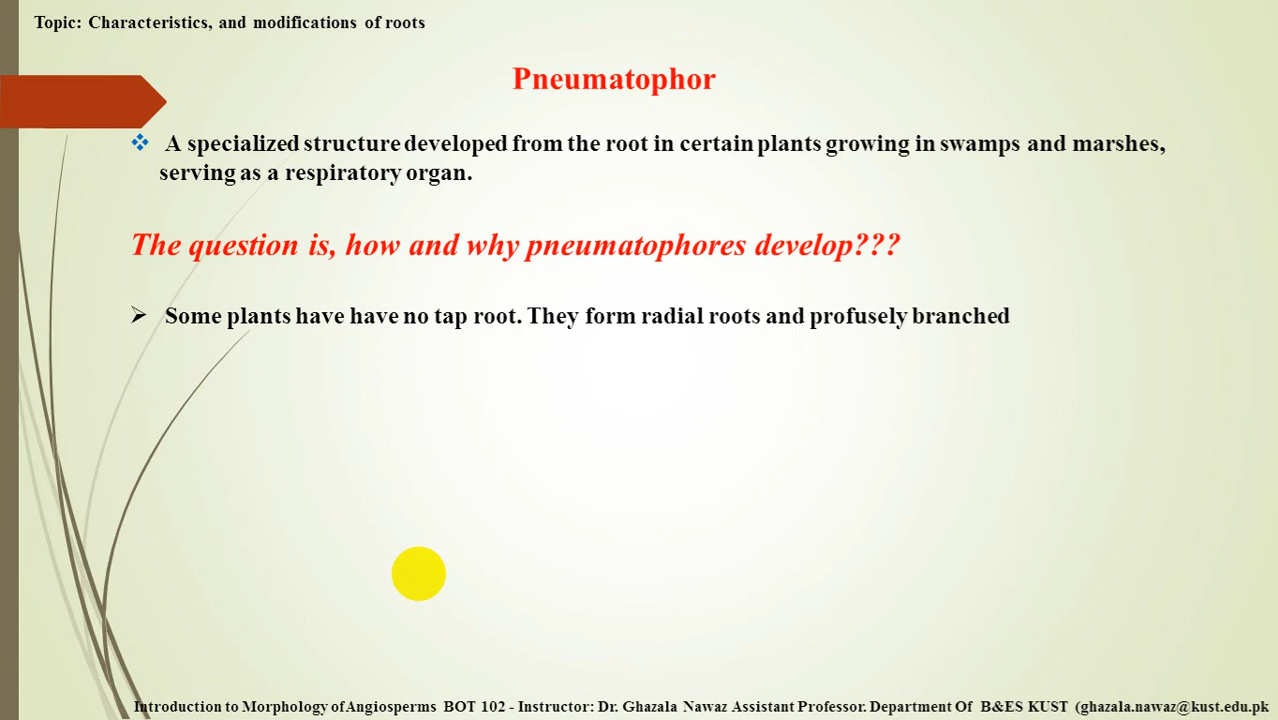 Topic: Characteristics, and modifications of roots
Pneumatophor
A specialized structure developed from the root in certain plants growing in swamps and marshes,
serving as a respiratory organ.
The question is, how and why pneumatophores develop???
Some plants have have no tap root. They form radial roots and profusely branched
Introduction to Morphology of Angiosperms BOT 102 - Instructor: Dr. Ghazala Nawaz Assistant Professor. Department Of B&ES KUST (ghazala.nawaz@kust.edu.pk